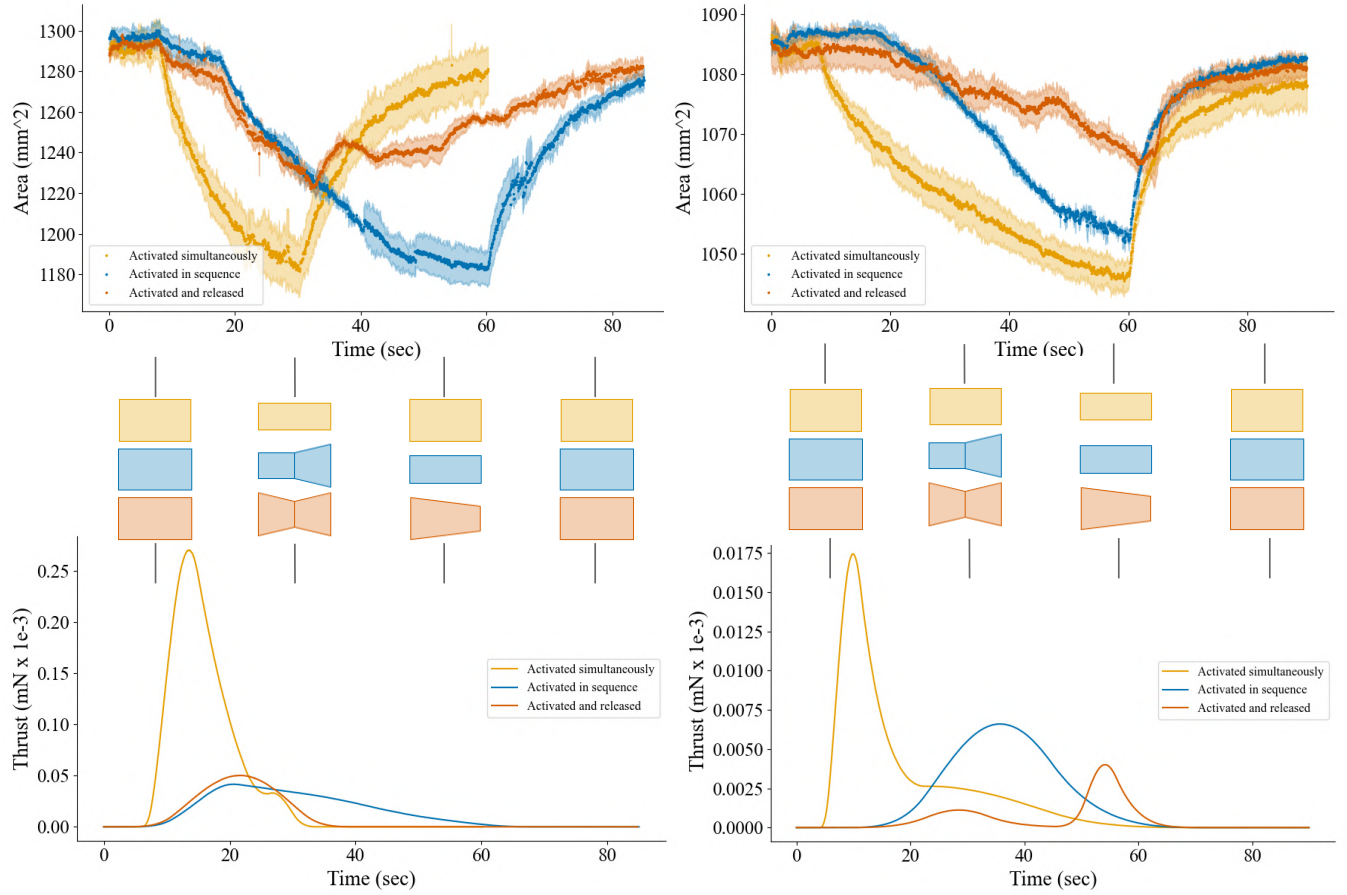 Area (mm^2)
1300
1280
1260
1240
1220
1200
1180
Activated simultaneously
Activated in sequence
Activated and released
0
20
40
60
80
Time (sec)
Area (mm^2)
1090
1080
1070
1060
1050
Activated simultaneously
Activated in sequence
Activated and released
0
20
40
60
80
Time (sec)
Thrust (mN x 1e-3)
0.25
0.20
0.15
0.10
0.05
0.00
Activated simultaneously
Activated in sequence
Activated and released
0
20
40
60
80
Time (sec)
Thrust (mN x 1e-3)
0.0175
0.0150
0.0125
0.0100
0.0075
0.0050
0.0025
0.0000
Activated simultaneously
Activated in sequence
Activated and released
0
20
40
60
80
Time (sec)